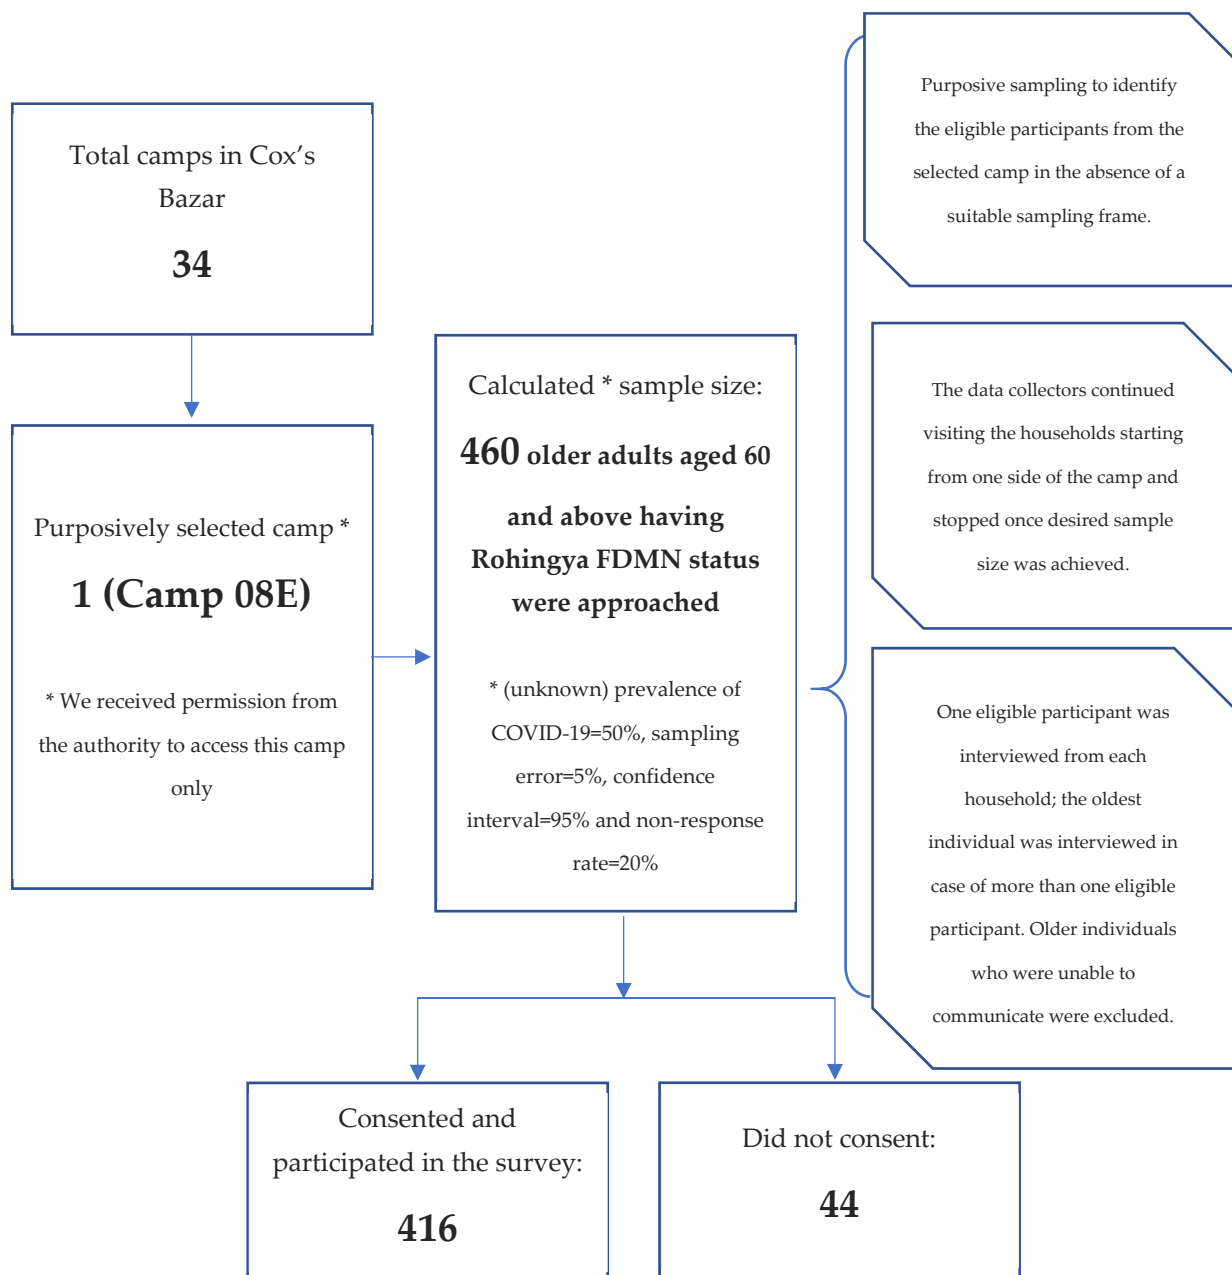 Total camps in Cox's
Bazar
34
Purposively selected camp *
1 (Camp 08E)
* We received permission from
the authority to access this camp
only
Calculated * sample size:
460 older adults aged 60
and above having
Rohingya FDMN status
were approached
* (unknown) prevalence of
COVID-19=50%, sampling
error=5%, confidence
interval=95% and non-response
rate=20%
Purposive sampling to identify
the eligible participants from the
selected camp in the absence of a
suitable sampling frame.
The data collectors continued
visiting the households starting
from one side of the camp and
stopped once desired sample
size was achieved.
One eligible participant was
interviewed from each
household; the oldest
individual was interviewed in
case of more than one eligible
participant. Older individuals
who were unable to
communicate were excluded.
Consented and
participated in the survey:
416
Did not consent:
44